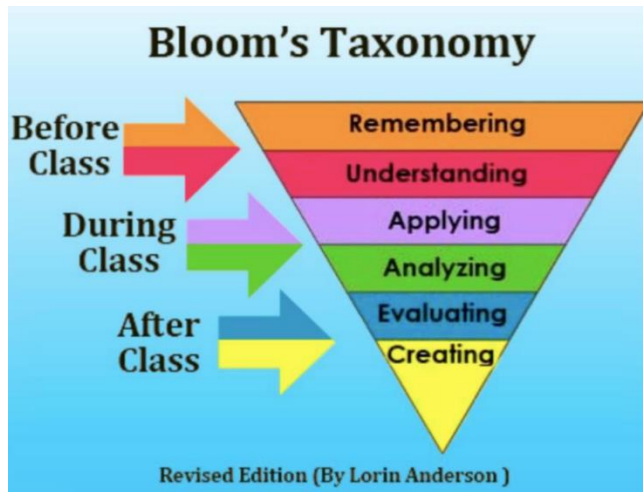 Bloom's Taxonomy
Before
Class
During
Class
After
Class
Remembering
Understanding
Applying
Analyzing
Evaluating
Creating
Revised Edition (By Lorin Anderson )